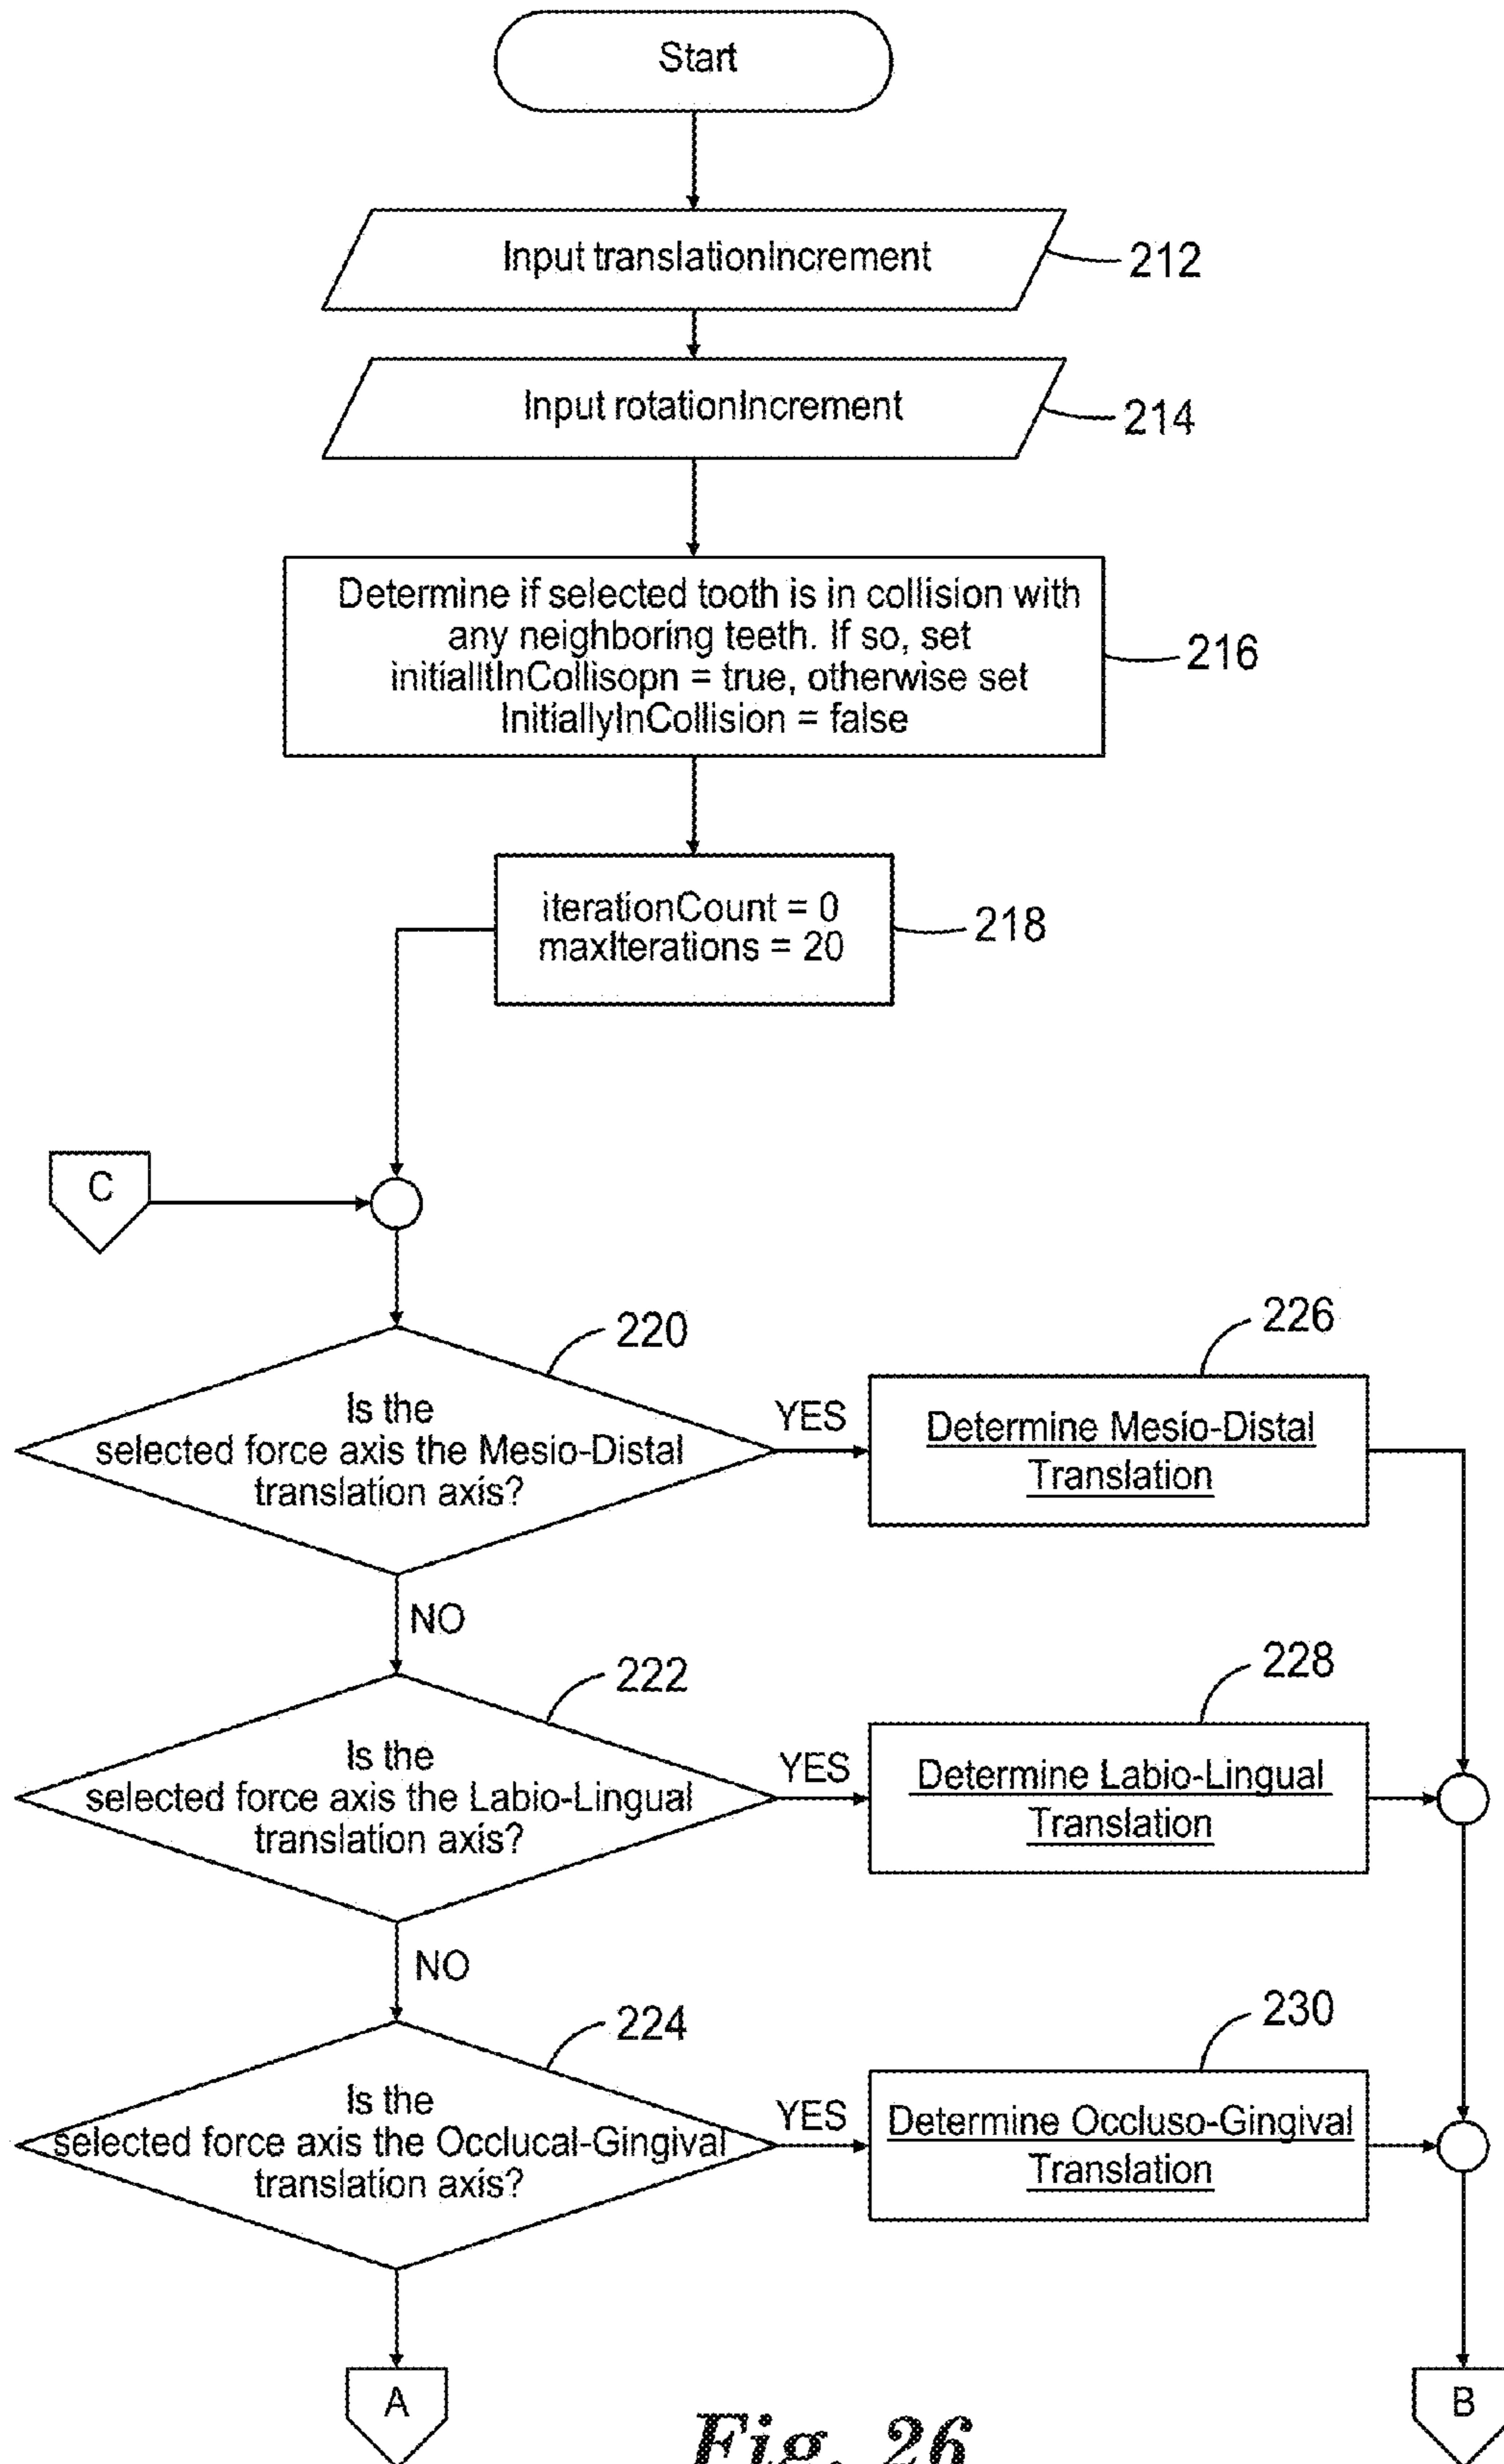 Start
Input translationIncrement
212
Input rotationIncrement
214
Determine if selected tooth is in collision with
any neighboring teeth. If so, set
initialltInCollisopn = true, otherwise set
InitiallyInCollision = false
216
iterationCount = 0
maxIterations = 20
218
C
220
Is the
selected force axis the Mesio-Distal
translation axis?
YES
226
Determine Mesio-Distal
Translation
NO
222
Is the
selected force axis the Labio-Lingual
translation axis?
YES
228
Determine Labio-Lingual
Translation
NO
224
Is the
selected force axis the Occlucal-Gingival
translation axis?
YES
230
Determine Occluso-Gingival
Translation
A
B
Fig. 26